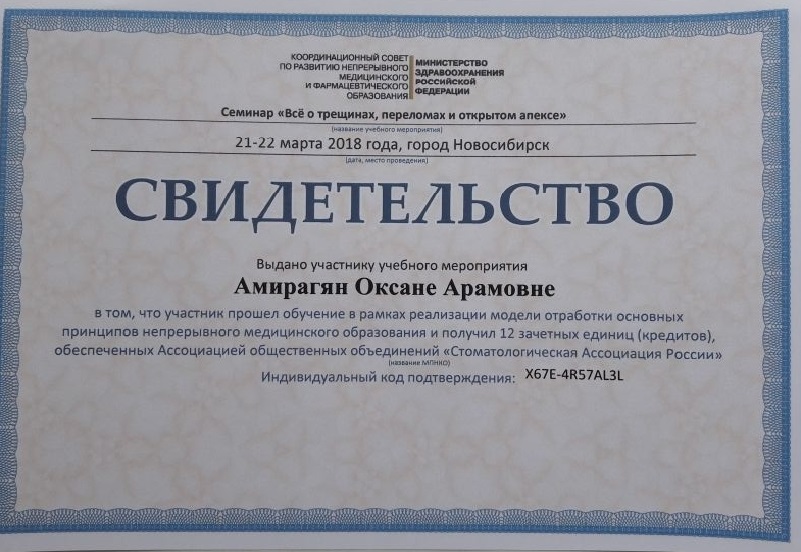 КООРДИНАЦИОННЫЙ СОВЕТ
ПО РАЗВИТИЮ НЕПРЕРЫВНОГО
МЕДИЦИНСКОГО
И ФАРМАЦЕВТИЧЕСКОГО
ОБРАЗОВАНИЯ
МИНИСТЕРСТВО
ЗДРАВООХРАНЕНИЯ
РОССИЙСКОЙ
ФЕДЕРАЦИИ
Семинар «Всё о трещинах, переломах и открытом апексе»
(название учебного мероприятия)
21-22 марта 2018 года, город Новосибирск
(дата, место проведения,)
СВИДЕТЕЛЬСТВО
Выдано участнику учебного мероприятия
Амирагян Оксане Арамовне
в том, что участник прошел обучение в рамках реализации модели отработки основных
принципов непрерывного медицинского образования и получил 12 зачетных единиц (кредитов),
обеспеченных Ассоциацией общественных объединений «Стоматологическая Ассоциация России»
(название МПНКО)
Индивидуальный код подтверждения: X67E-4R57AL3L